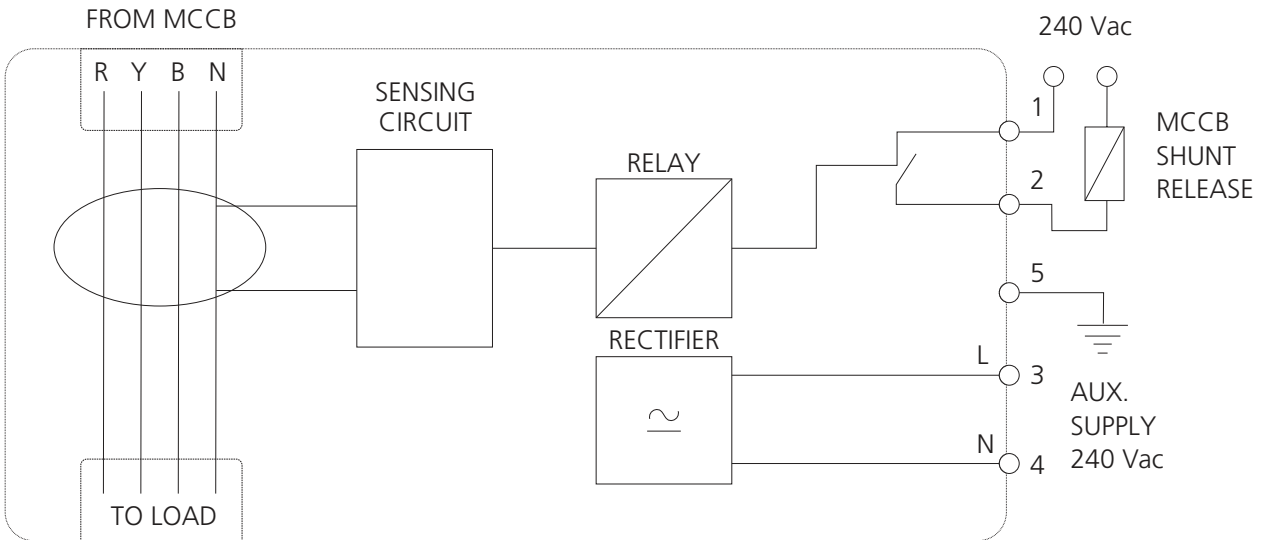 FROM MCCB
R Y B N
SENSING
CIRCUIT
RELAY
RECTIFIER
TO LOAD
240 Vac
1
2
MCCB
SHUNT
RELEASE
5
L
3
N
4
AUX.
SUPPLY
240 Vac